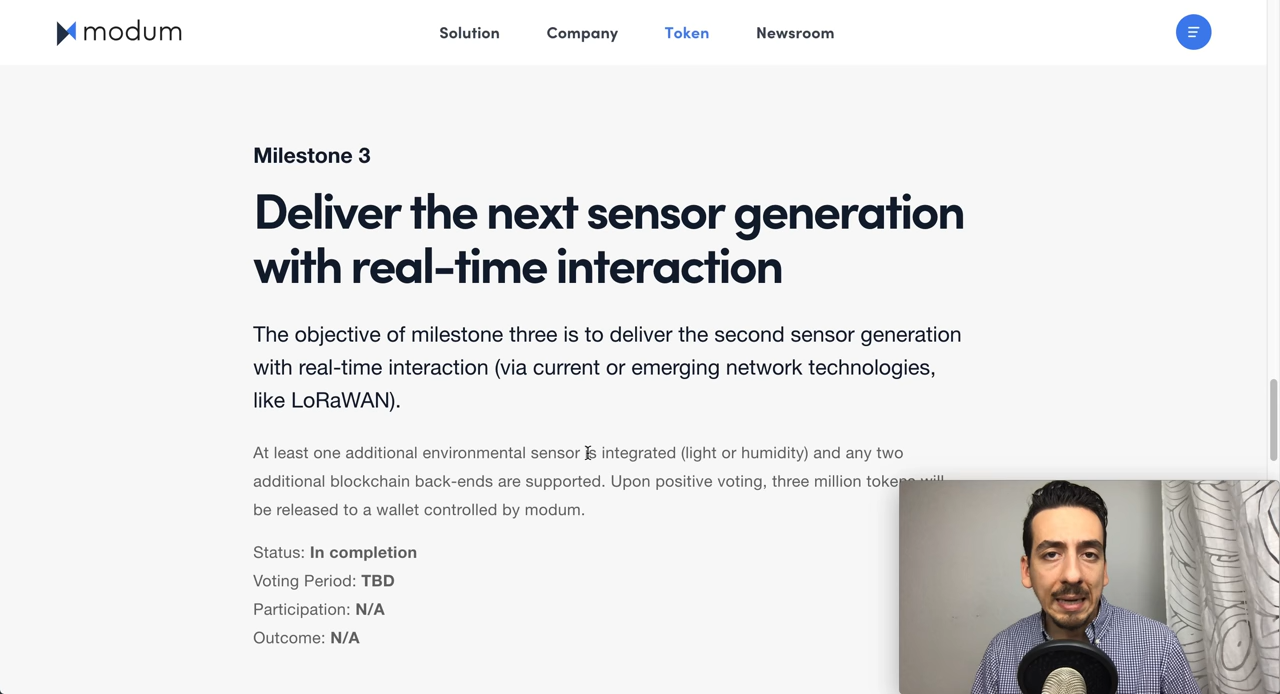 modum
Solution Company Token Newsroom
Milestone 3
Deliver the next sensor generation
with real-time interaction
The objective of milestone three is to deliver the second sensor generation
with real-time interaction (via current or emerging network technologies,
like LoRaWAN).
At least one additional environmental sensor is integrated (light or humidity) and any two
additional blockchain back-ends are supported. Upon positive voting, three million tokens will
be released to a wallet controlled by modum.
Status: In completion
Voting Period: TBD
Participation: N/A
Outcome: N/A